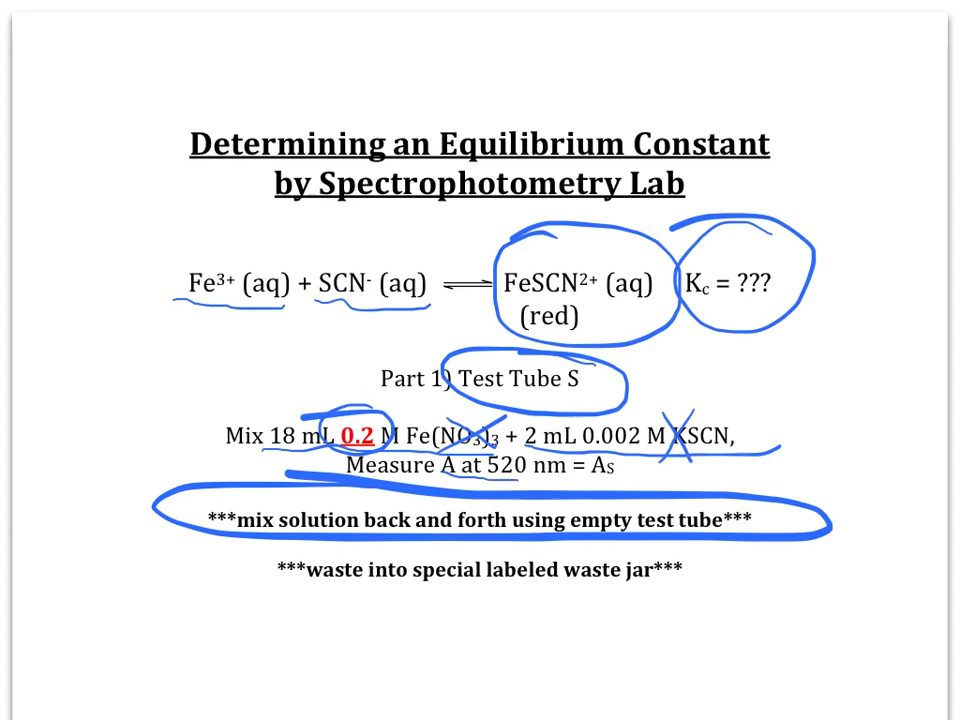 Determining an Equilibrium Constant
by Spectrophotometry Lab
Fe³⁺ (aq) + SCN⁻ (aq) ⇌ FeSCN²⁺ (aq) K꜀ = ???
(red)
Part 1) Test Tube S
Mix 18 mL 0.2 M Fe(NO₃)₃ + 2 mL 0.002 M KSCN,
Measure A at 520 nm = Aₛ
***mix solution back and forth using empty test tube***
***waste into special labeled waste jar***